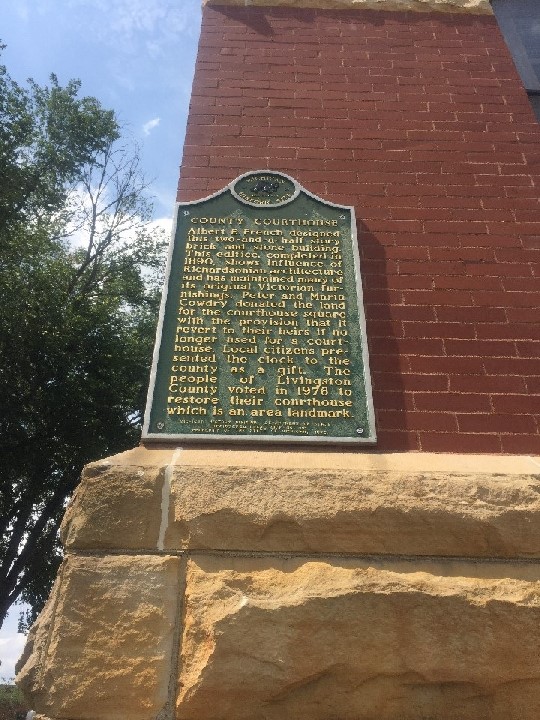 COUNTY COURTHOUSE
Albert E. French designed
this two-and-a-half story
brick and stone building.
This edifice, completed in
1890, shows influence of
Richardsonian architecture
and has maintained many of
its original Victorian fur-
nishings. Peter and Maria
Cowdry donated the land
for the courthouse square
with the provision that it
revert to their heirs if no
longer used for a court-
house. Local citizens pre-
sented the clock to the
county as a gift. The
people of Livingston
County voted in 1976 to
restore their courthouse
which is an area landmark.